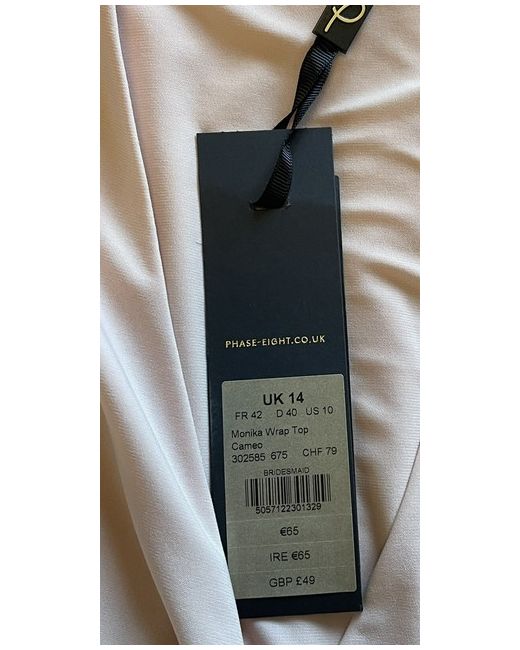 PHASE-EIGHT.CO.UK
UK 14
FR 42 D 40 US 10
Monika Wrap Top
Cameo
302585 675 CHF 79
BRIDESMAID
5057122301329
€65
IRE €65
GBP £49